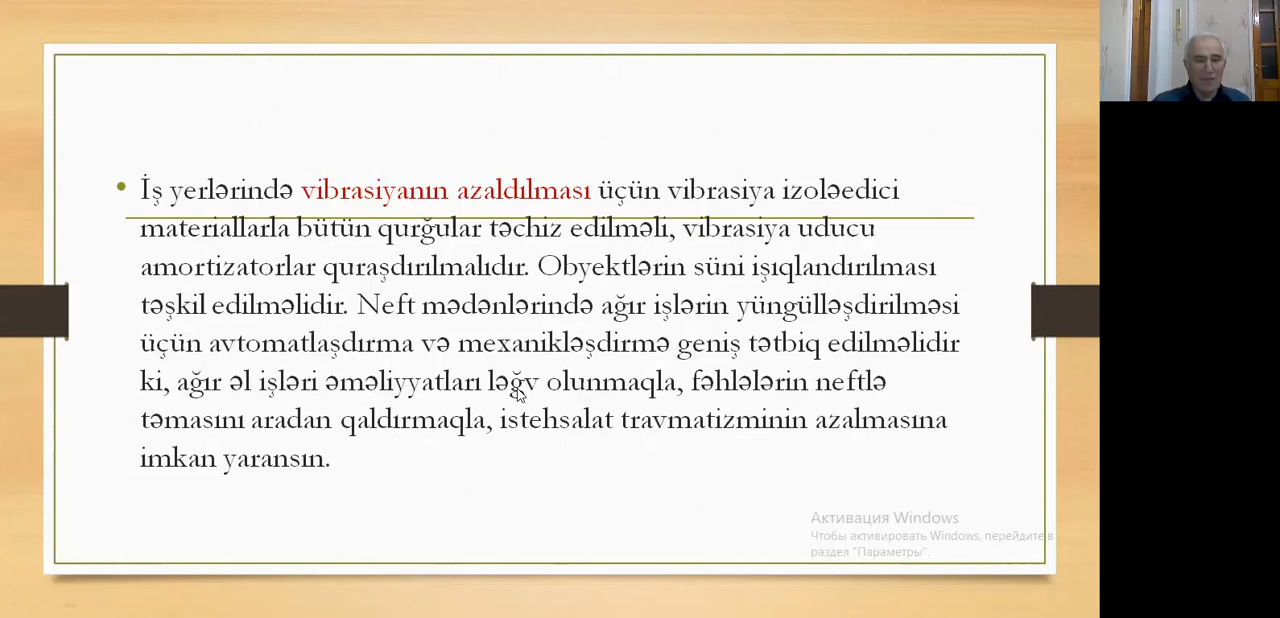 İş yerlərində vibrasiyanın azaldılması üçün vibrasiya izoləedici
materiallarla bütün qurğular təchiz edilməli, vibrasiya uducu
amortizatorlar quraşdırılmalıdır. Obyektlərin süni işıqlandırılması
təşkil edilməlidir. Neft mədənlərində ağır işlərin yüngülləşdirilməsi
üçün avtomatlaşdırma və mexanikləşdirmə geniş tətbiq edilməlidir
ki, ağır əl işləri əməliyyatları ləğv olunmaqla, fəhlələrin neftlə
təmasını aradan qaldırmaqla, istehsalat travmatizminin azalmasına
imkan yaransın.
Активация Windows
Чтобы активировать Windows, перейдите в
раздел "Параметры".